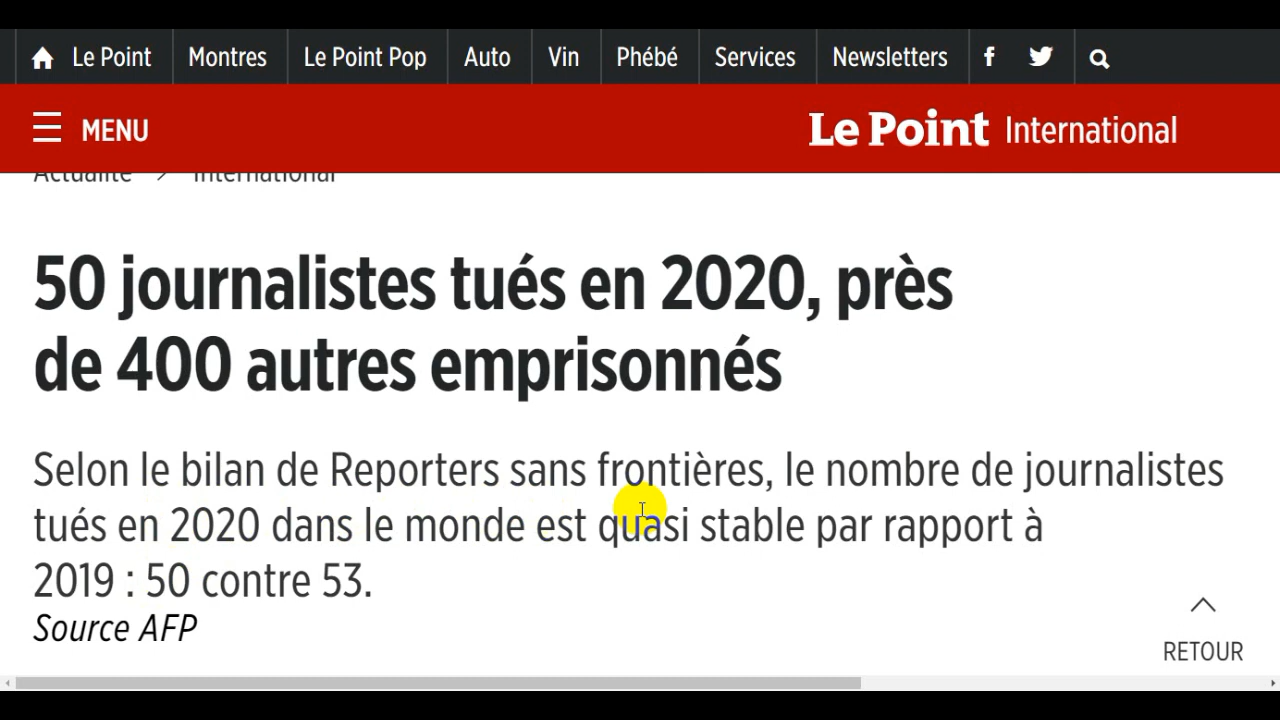 Le Point Montres Le Point Pop Auto Vin Phébé Services Newsletters
MENU Le Point International
Actualité > International
50 journalistes tués en 2020, près
de 400 autres emprisonnés
Selon le bilan de Reporters sans frontières, le nombre de journalistes
tués en 2020 dans le monde est quasi stable par rapport à
2019 : 50 contre 53.
Source AFP
RETOUR